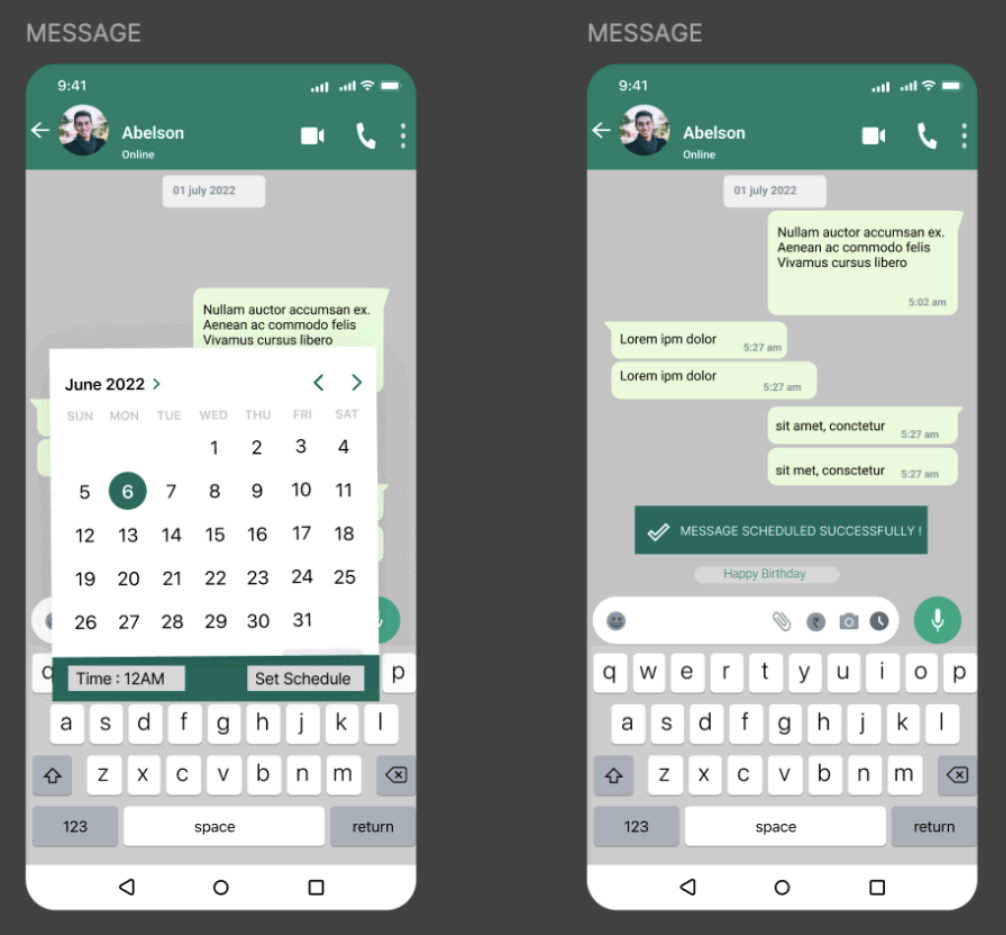 MESSAGE
9:41
Abelson
Online
01 july 2022
Nullam auctor accumsan ex.
Aenean ac commodo felis
Vivamus cursus libero
June 2022
SUN MON TUE WED THU FRI SAT
1 2 3 4
5 6 7 8 9 10 11
12 13 14 15 16 17 18
19 20 21 22 23 24 25
26 27 28 29 30 31
Time : 12AM
Set Schedule
q p
a s d f g h j k l
z x c v b n m
123 space return
MESSAGE
9:41
Abelson
Online
01 july 2022
Nullam auctor accumsan ex.
Aenean ac commodo felis
Vivamus cursus libero
5:02 am
Lorem ipm dolor 5:27 am
Lorem ipm dolor 5:27 am
sit amet, conctetur 5:27 am
sit met, consctetur 5:27 am
MESSAGE SCHEDULED SUCCESSFULLY !
Happy Birthday
₹
q w e r t y u i o p
a s d f g h j k l
z x c v b n m
123 space return